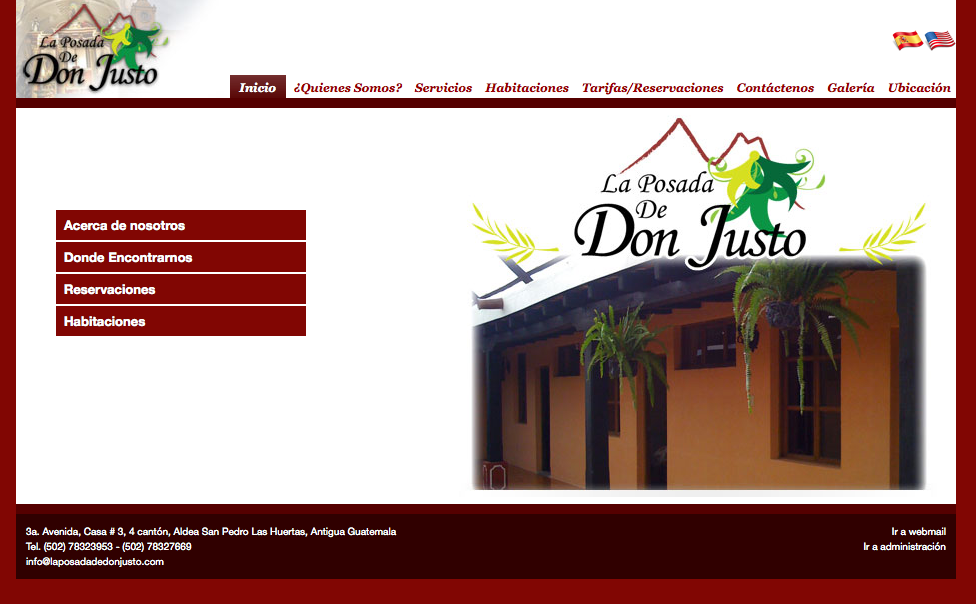 La Posada
De
Don Justo
Inicio ¿Quienes Somos? Servicios Habitaciones Tarifas/Reservaciones Contáctenos Galería Ubicación
La Posada
De
Don Justo
Acerca de nosotros
Donde Encontrarnos
Reservaciones
Habitaciones
3a. Avenida, Casa # 3, 4 cantón, Aldea San Pedro Las Huertas, Antigua Guatemala
Tel. (502) 78323953 - (502) 78327669
info@laposadadedonjusto.com
Ir a webmail
Ir a administración